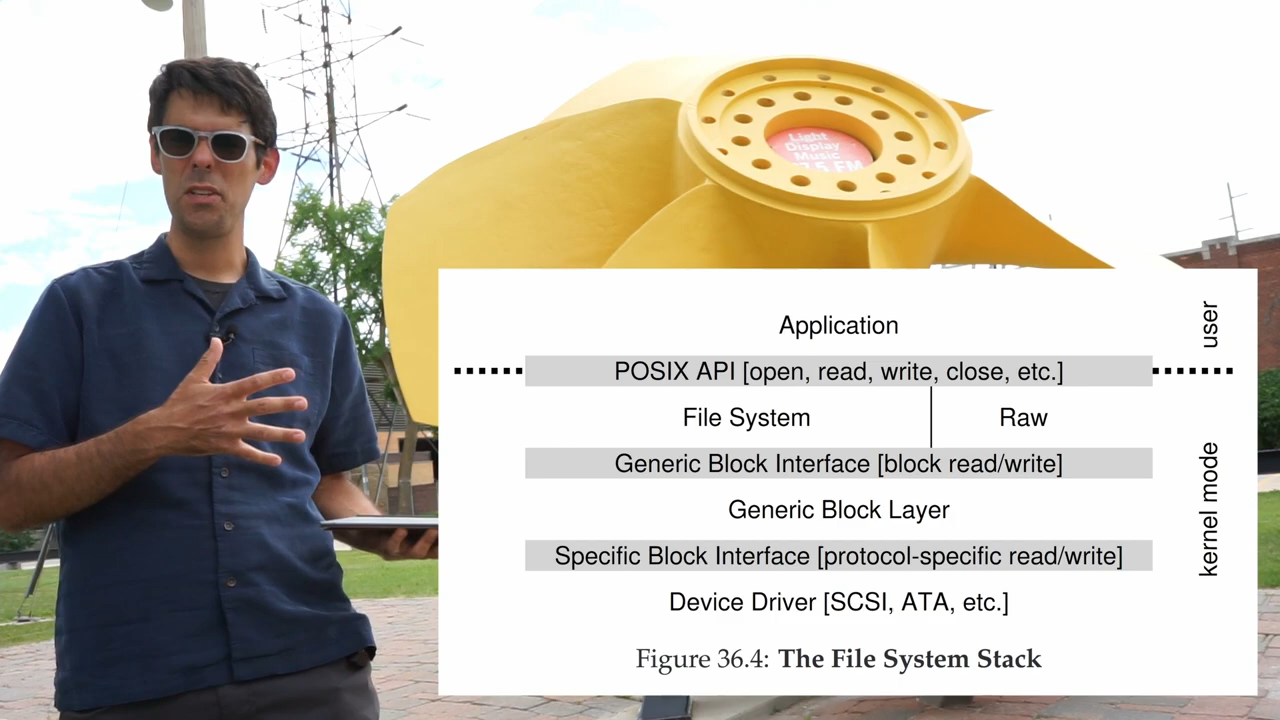 Light
Display
Music
.5 FM
Application
user
POSIX API [open, read, write, close, etc.]
File System
Raw
Generic Block Interface [block read/write]
Generic Block Layer
kernel mode
Specific Block Interface [protocol-specific read/write]
Device Driver [SCSI, ATA, etc.]
Figure 36.4: The File System Stack